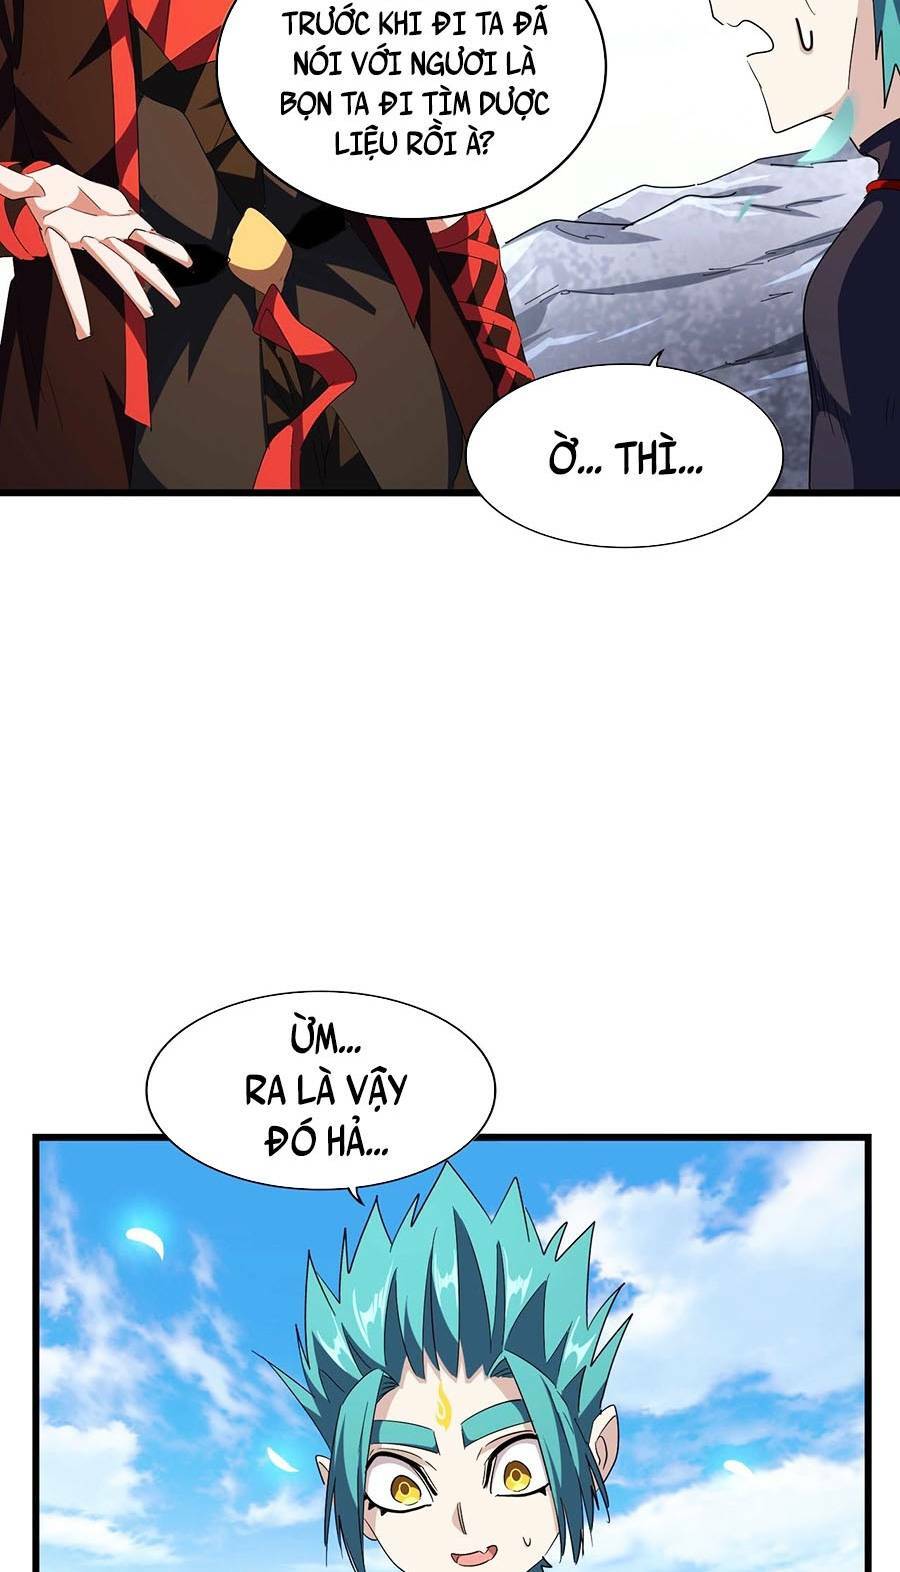 TRƯỚC KHI ĐI TA ĐÃ
NÓI VỚI NGƯƠI LÀ
BỌN TA ĐI TÌM DƯỢC
LIỆU RỒI À?
Ờ... THÌ...
ỪM...
RA LÀ VẬY
ĐÓ HẢ...